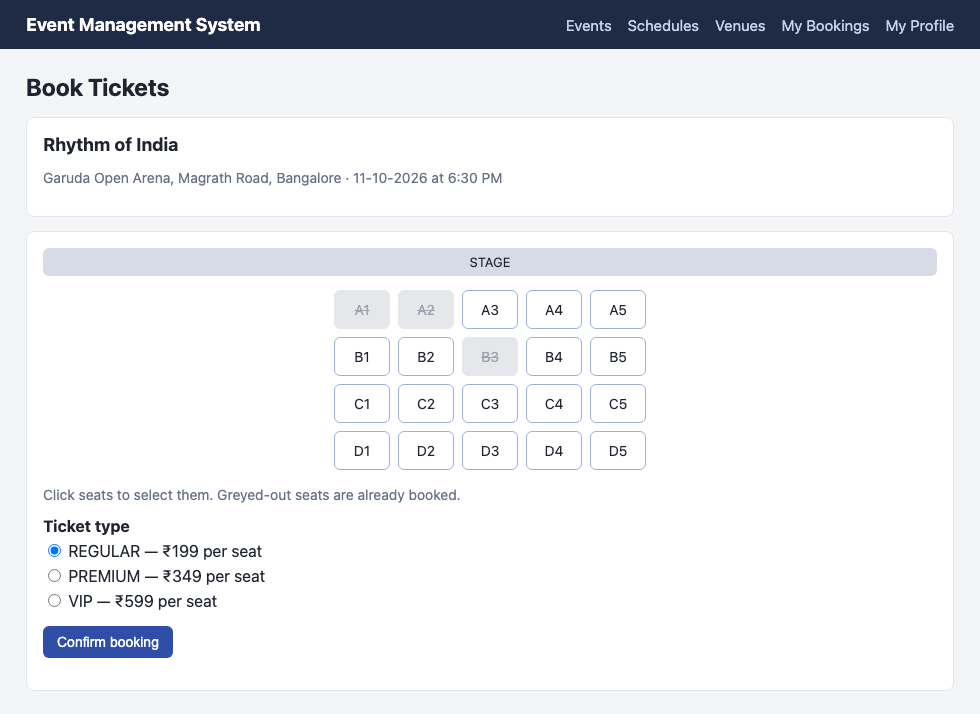 Event Management System
Events Schedules Venues My Bookings My Profile
Book Tickets
Rhythm of India
Garuda Open Arena, Magrath Road, Bangalore · 11-10-2026 at 6:30 PM
STAGE
A1 A2 A3 A4 A5
B1 B2 B3 B4 B5
C1 C2 C3 C4 C5
D1 D2 D3 D4 D5
Click seats to select them. Greyed-out seats are already booked.
Ticket type
REGULAR — ₹199 per seat
PREMIUM — ₹349 per seat
VIP — ₹599 per seat
Confirm booking